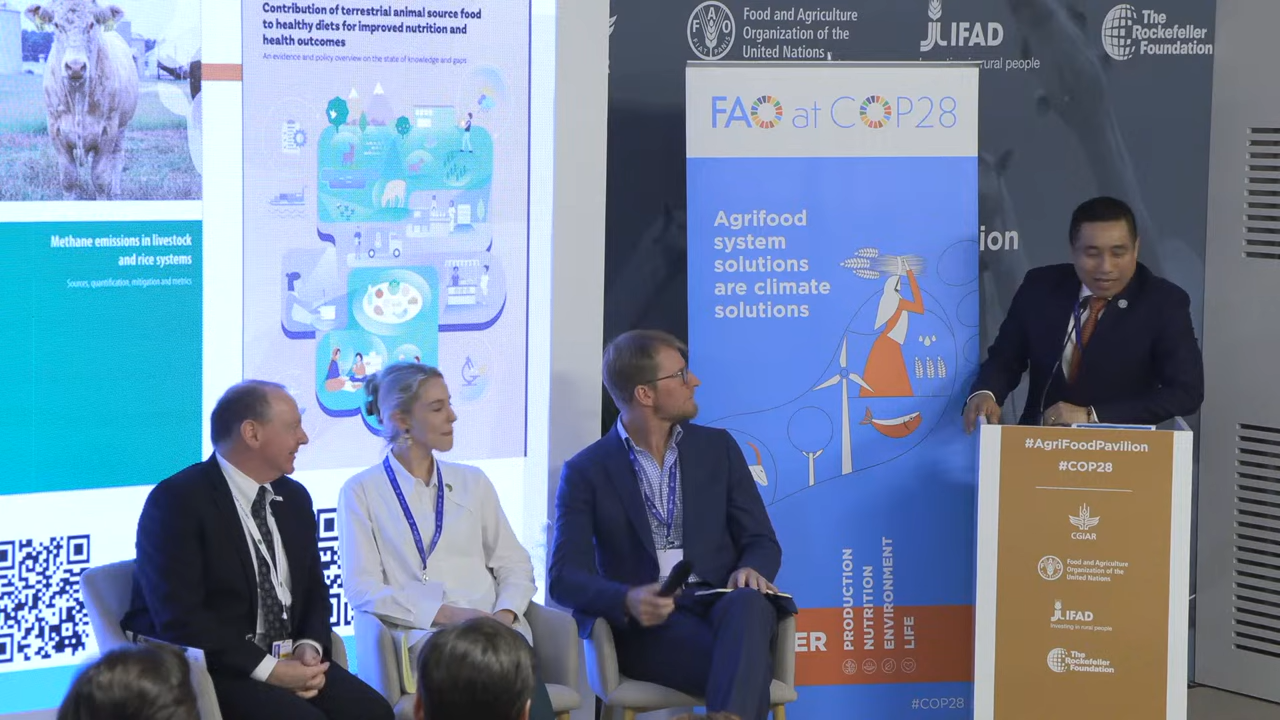 Contribution of terrestrial animal source food
to healthy diets for improved nutrition and
health outcomes
An evidence and policy overview on the state of knowledge and gaps
Methane emissions in livestock
and rice systems
Sources, quantification, mitigation and metrics
Food and Agriculture
Organization of the
United Nations
IFAD
in rural people
The
Rockefeller
Foundation
FAO at COP28
Agrifood
system
solutions
are climate
solutions
ion
ER
PRODUCTION
NUTRITION
ENVIRONMENT
LIFE
#COP28
#AgriFoodPavilion
#COP28
CGIAR
Food and Agriculture
Organization of the
United Nations
IFAD
Investing in rural people
The
Rockefeller
Foundation